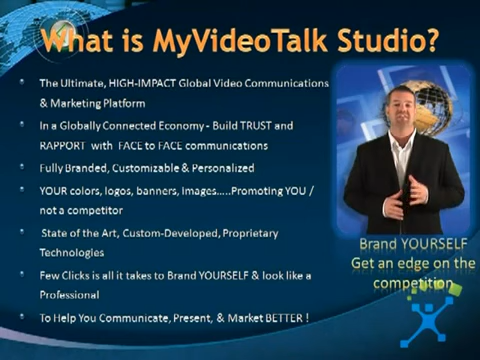 What is MyVideoTalk Studio?
The Ultimate, HIGH-IMPACT Global Video Communications
& Marketing Platform
In a Globally Connected Economy - Build TRUST and
RAPPORT with FACE to FACE communications
Fully Branded, Customizable & Personalized
YOUR colors, logos, banners, images.....Promoting YOU /
not a competitor
State of the Art, Custom-Developed, Proprietary
Technologies
Few Clicks is all it takes to Brand YOURSELF & look like a
Professional
To Help You Communicate, Present, & Market BETTER !
Brand YOURSELF
Get an edge on the
competition